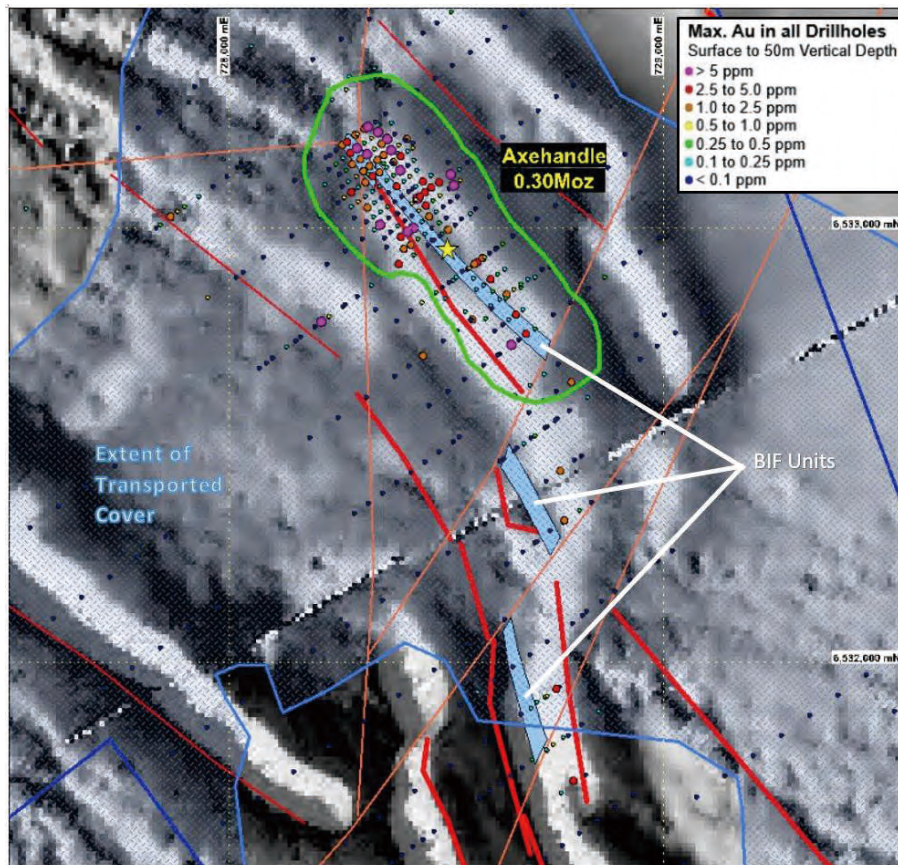 728,000 mE
729,000 mE
Max. Au in all Drillholes
Surface to 50m Vertical Depth
> 5 ppm
2.5 to 5.0 ppm
1.0 to 2.5 ppm
0.5 to 1.0 ppm
0.25 to 0.5 ppm
0.1 to 0.25 ppm
< 0.1 ppm
Axehandle
0.30Moz
6,533,000 mN
Extent of
Transported
Cover
BIF Units
6,532,000 mN